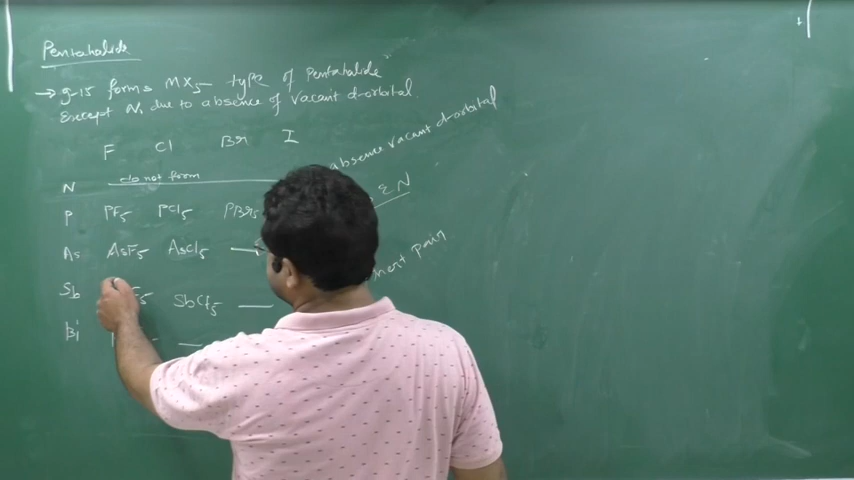 Pentahalide
→ g-15 forms MX5 type of Pentahalide
Except N, due to absence of vacant d-orbital.
F Cl Br I
absence vacant d-orbital
N do not form
P PF5 PCl5 PBr5 EN
As AsF5 AsCl5 —
Sb SbCl5 —
Bi —